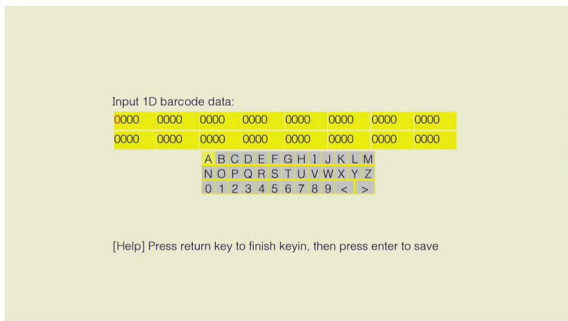 Input 1D barcode data:
0000 0000 0000 0000 0000 0000 0000 0000
0000 0000 0000 0000 0000 0000 0000 0000
A B C D E F G H I J K L M
N O P Q R S T U V W X Y Z
0 1 2 3 4 5 6 7 8 9 < >
[Help] Press return key to finish keyin, then press enter to save